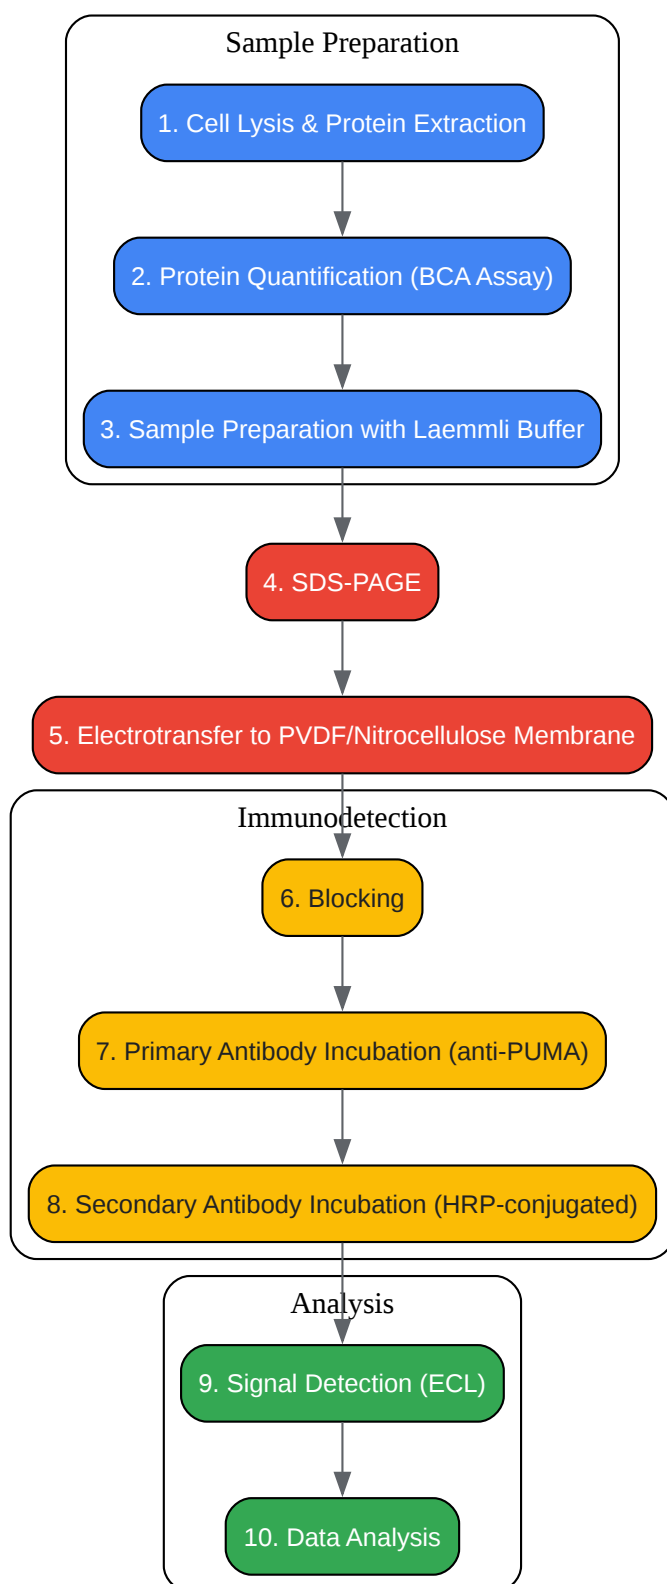 Sample Preparation
1. Cell Lysis & Protein Extraction
2. Protein Quantification (BCA Assay)
3. Sample Preparation with Laemmli Buffer
4. SDS-PAGE
5. Electrotransfer to PVDF/Nitrocellulose Membrane
Immunodetection
6. Blocking
7. Primary Antibody Incubation (anti-PUMA)
8. Secondary Antibody Incubation (HRP-conjugated)
Analysis
9. Signal Detection (ECL)
10. Data Analysis